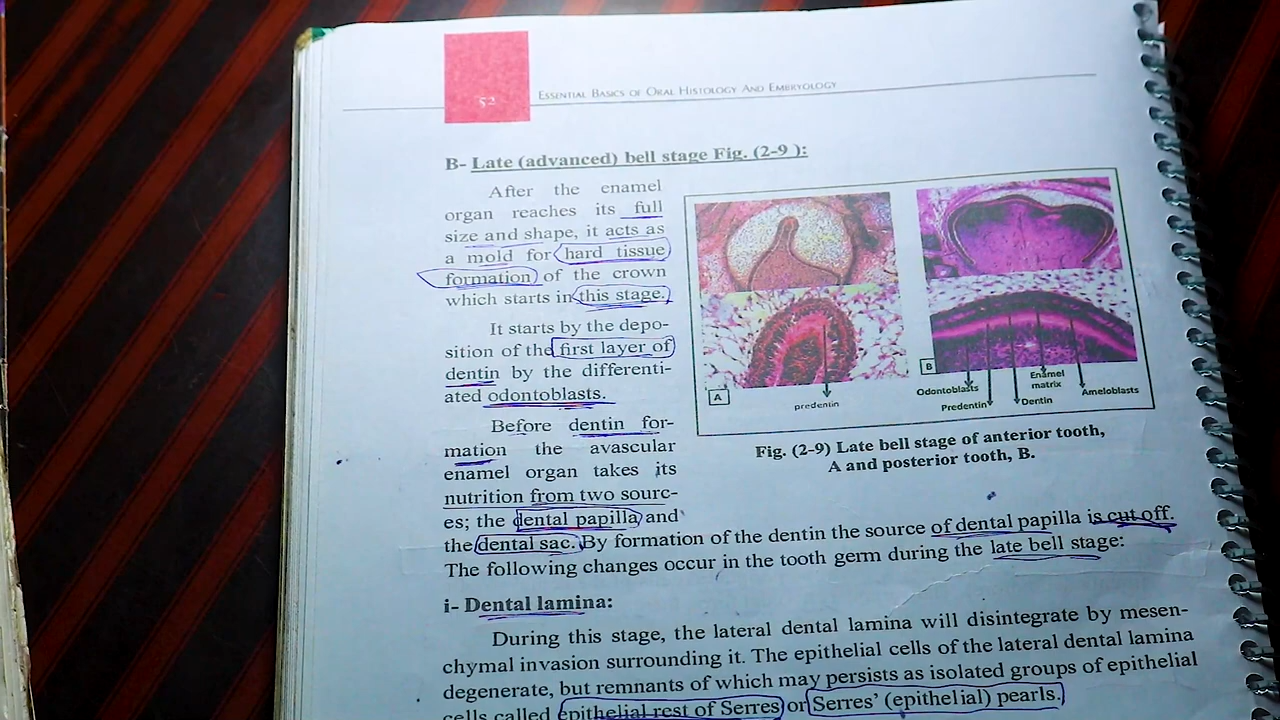 52
ESSENTIAL BASICS OF ORAL HISTOLOGY AND EMBRYOLOGY
B- Late (advanced) bell stage Fig. (2-9 ):
After the enamel
organ reaches its full
size and shape, it acts as
a mold for hard tissue
formation of the crown
which starts in this stage.
It starts by the depo-
sition of the first layer of
dentin by the differenti-
ated odontoblasts.
Before dentin for-
mation the avascular
enamel organ takes its
nutrition from two sourc-
es; the dental papilla and
the dental sac. By formation of the dentin the source of dental papilla is cut off.
The following changes occur in the tooth germ during the late bell stage:
A
predentin
B
Odontoblasts
Predentin
Dentin
Enamel
matrix
Ameloblasts
Fig. (2-9) Late bell stage of anterior tooth,
A and posterior tooth, B.
i- Dental lamina:
During this stage, the lateral dental lamina will disintegrate by mesen-
chymal invasion surrounding it. The epithelial cells of the lateral dental lamina
degenerate, but remnants of which may persists as isolated groups of epithelial
cells called epithelial rest of Serres or Serres' (epithelial) pearls.